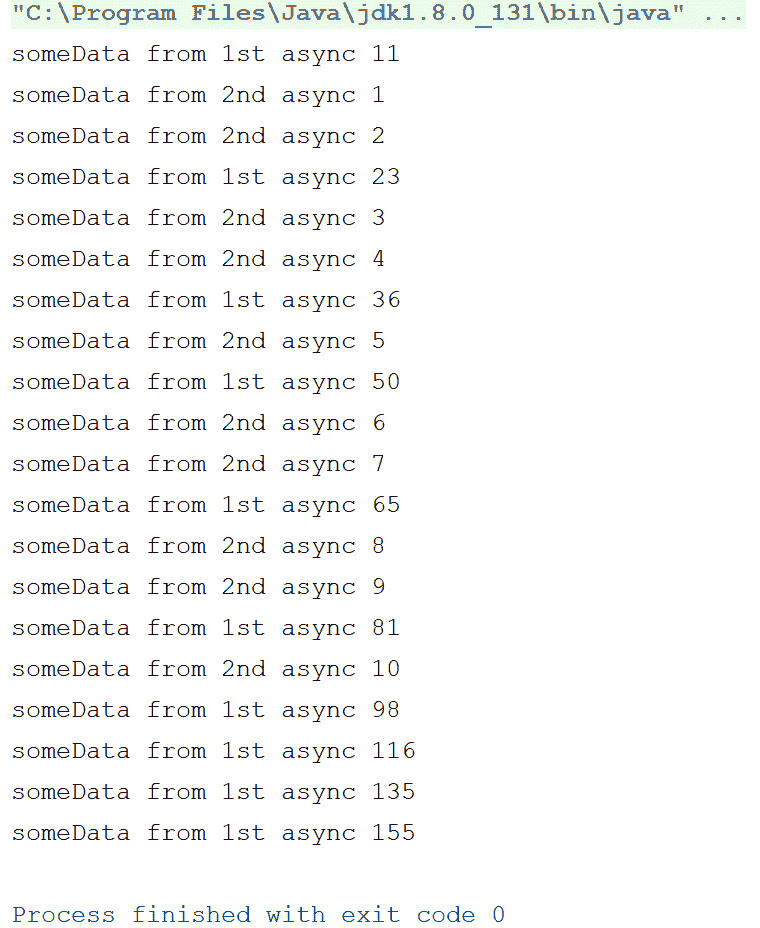 "C:\Program Files\Java\jdk1.8.0_131\bin\java" ...
someData from 1st async 11
someData from 2nd async 1
someData from 2nd async 2
someData from 1st async 23
someData from 2nd async 3
someData from 2nd async 4
someData from 1st async 36
someData from 2nd async 5
someData from 1st async 50
someData from 2nd async 6
someData from 2nd async 7
someData from 1st async 65
someData from 2nd async 8
someData from 2nd async 9
someData from 1st async 81
someData from 2nd async 10
someData from 1st async 98
someData from 1st async 116
someData from 1st async 135
someData from 1st async 155
Process finished with exit code 0